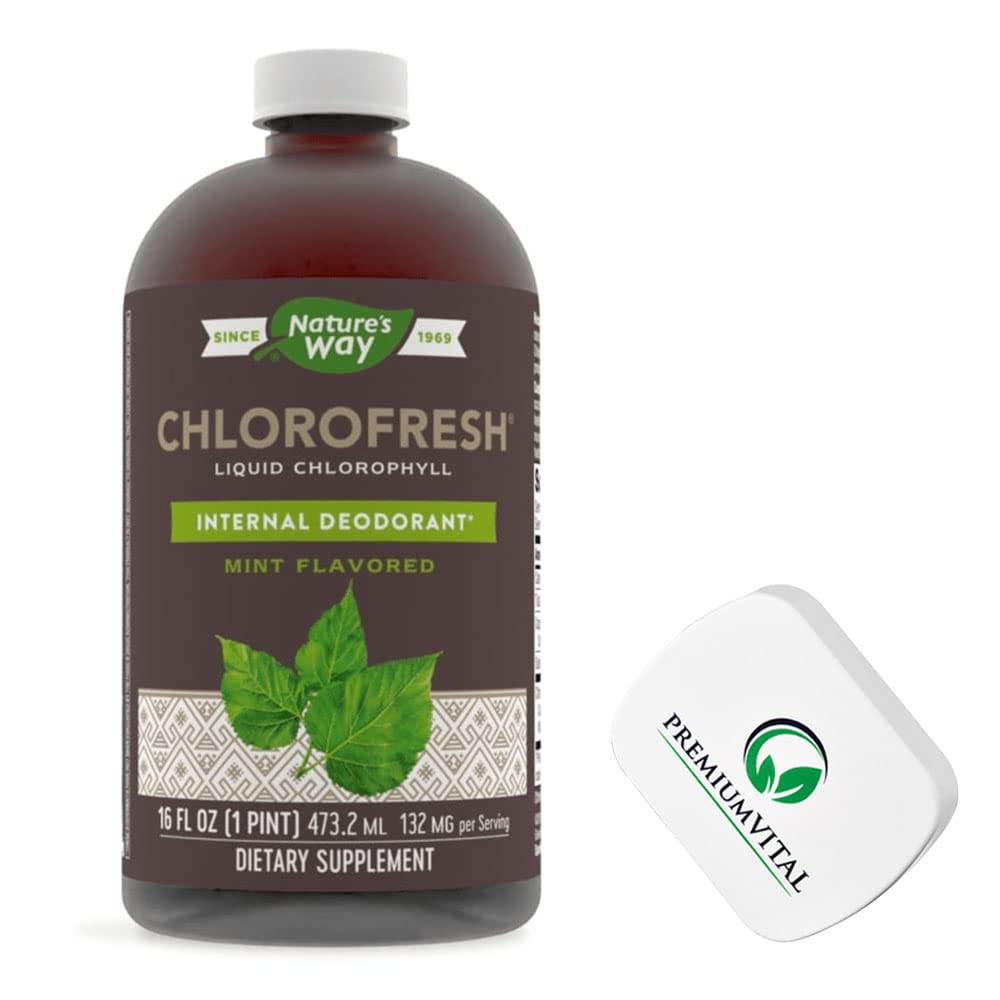 SINCE
Nature's
Way
®
1969
CHLOROFRESH®
LIQUID CHLOROPHYLL
INTERNAL DEODORANT*
MINT FLAVORED
16 FL OZ (1 PINT) 473.2 ML 132 MG per Serving
DIETARY SUPPLEMENT
PREMIUMVITAL